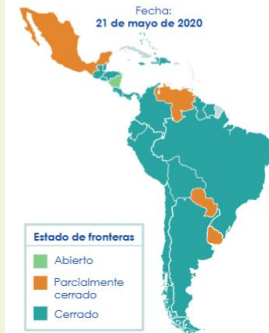 Fecha:
21 de mayo de 2020
Estado de fronteras
Abierto
Parcialmente
cerrado
Cerrado